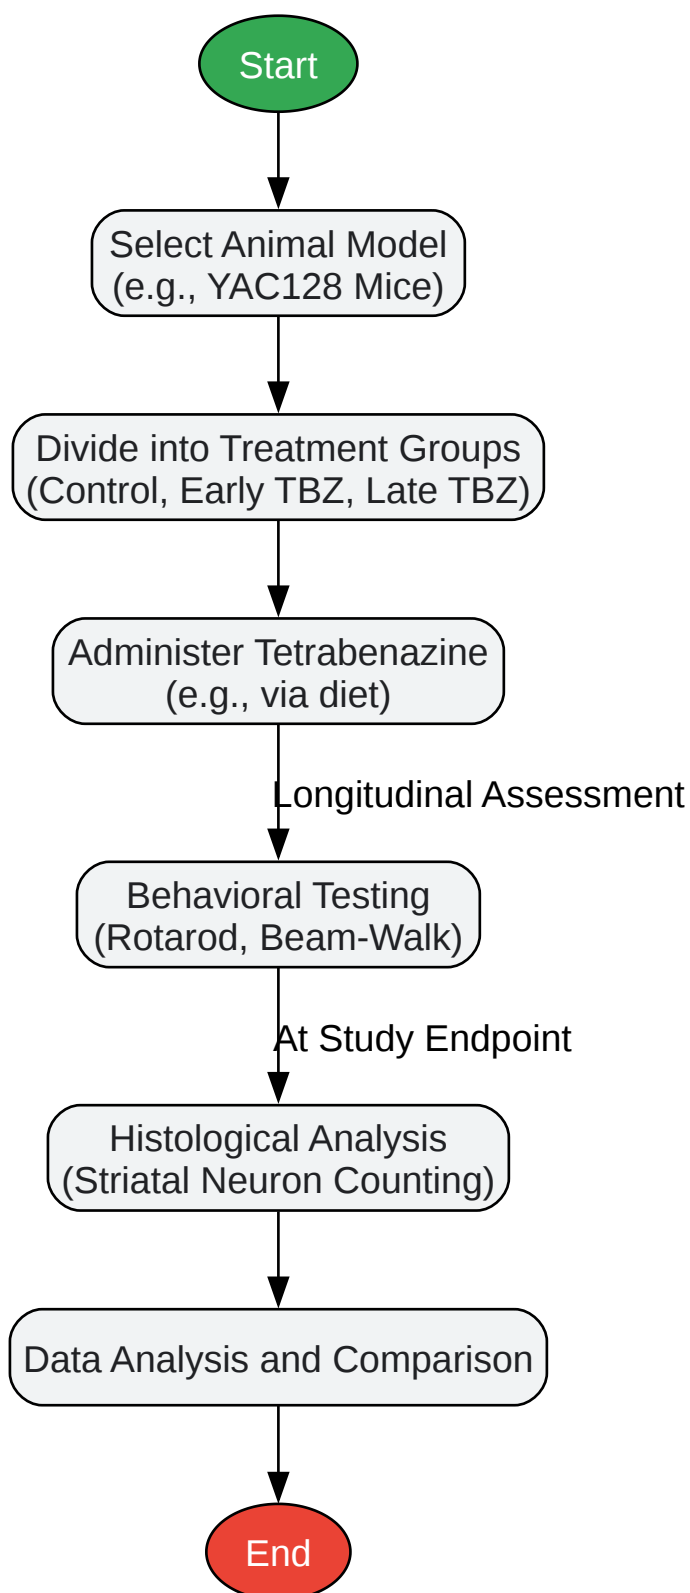 Start
Select Animal Model
(e.g., YAC128 Mice)
Divide into Treatment Groups
(Control, Early TBZ, Late TBZ)
Administer Tetrabenazine
(e.g., via diet)
Longitudinal Assessment
Behavioral Testing
(Rotarod, Beam-Walk)
At Study Endpoint
Histological Analysis
(Striatal Neuron Counting)
Data Analysis and Comparison
End